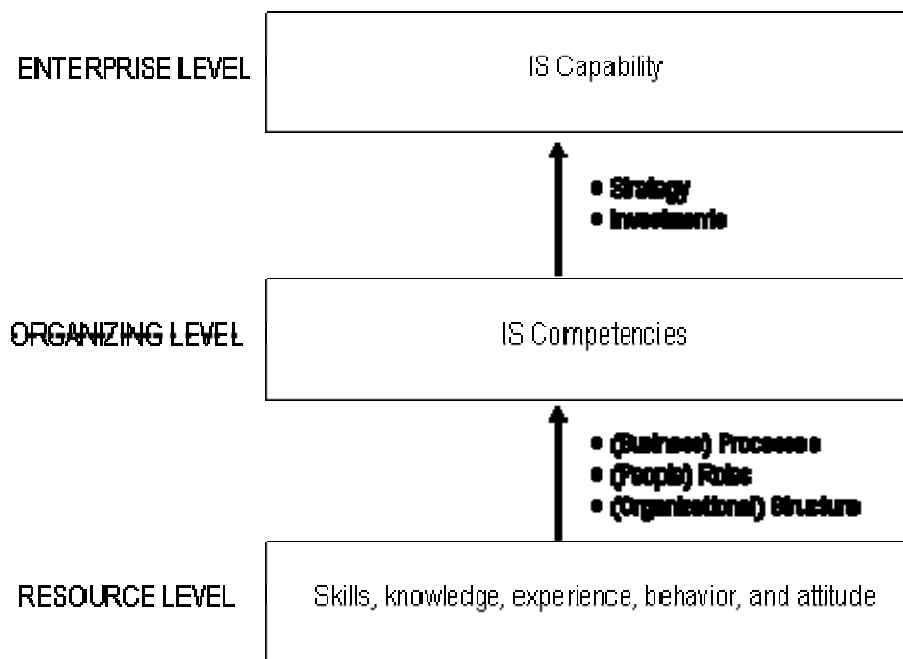 ENTERPRISE LEVEL
IS Capability
• Strategy
• Investments
ORGANIZING LEVEL
IS Competencies
• (Business) Processes
• (People) Roles
• (Organizational) Structure
RESOURCE LEVEL
Skills, knowledge, experience, behavior, and attitude